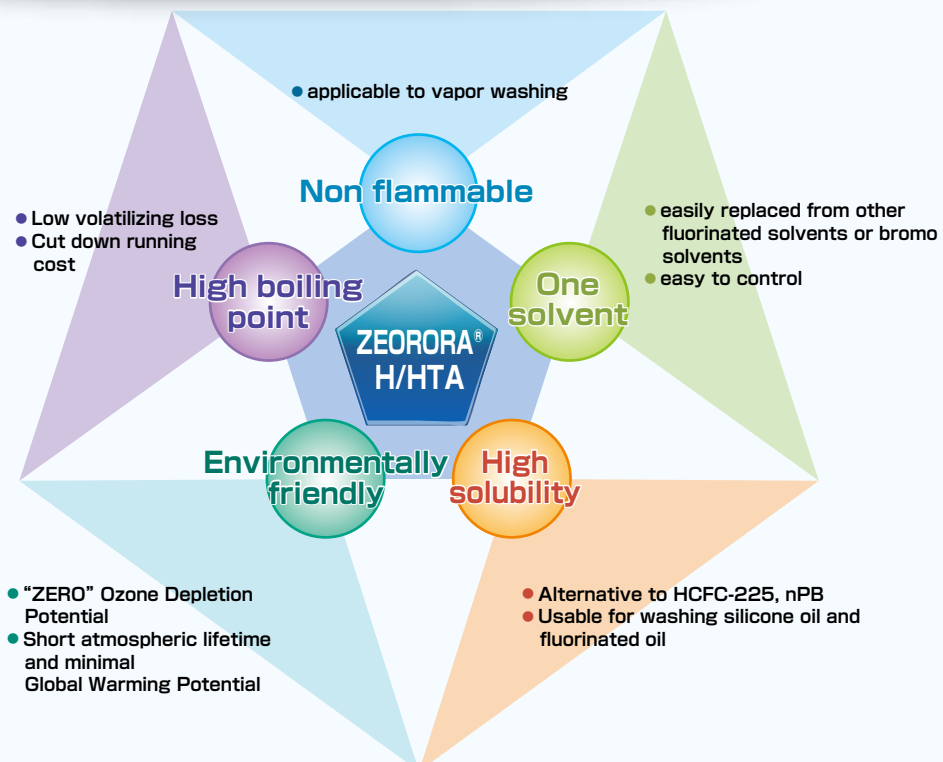 ● applicable to vapor washing
Non flammable
● Low volatilizing loss
● Cut down running
cost
High boiling
point
● easily replaced from other
fluorinated solvents or bromo
solvents
● easy to control
One
solvent
ZEORORA®
H/HTA
Environmentally
friendly
High
solubility
● “ZERO” Ozone Depletion
Potential
● Short atmospheric lifetime
and minimal
Global Warming Potential
● Alternative to HCFC-225, nPB
● Usable for washing silicone oil and
fluorinated oil